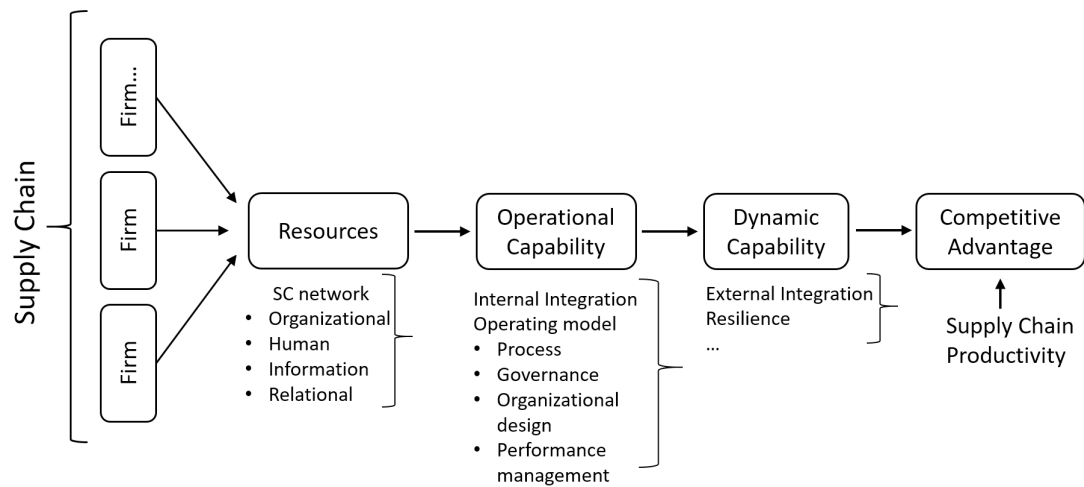 Supply Chain
Firm...
Firm
Firm
Resources
SC network
• Organizational
• Human
• Information
• Relational
Operational
Capability
Internal Integration
Operating model
• Process
• Governance
• Organizational
design
• Performance
management
Dynamic
Capability
External Integration
Resilience
...
Competitive
Advantage
Supply Chain
Productivity